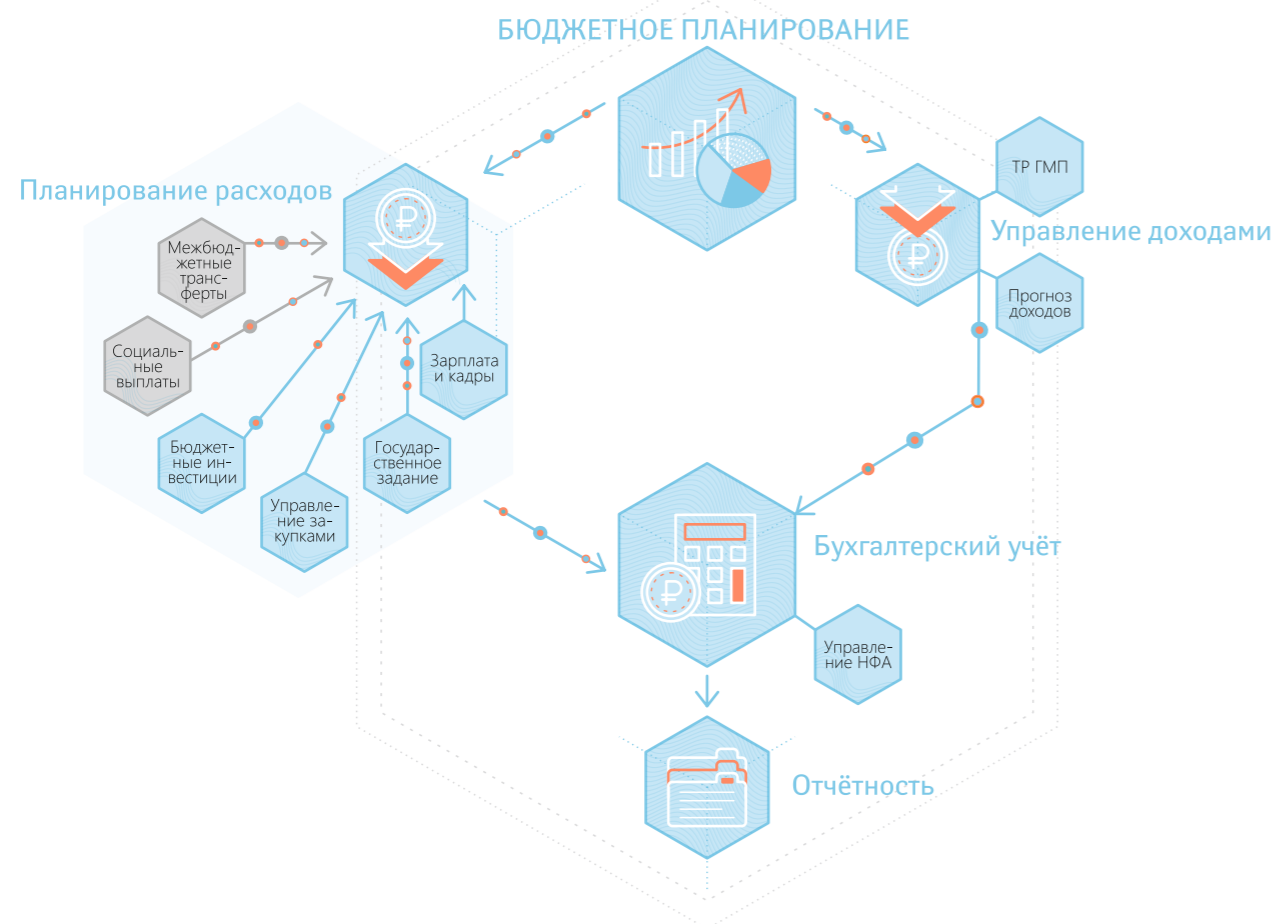 БЮДЖЕТНОЕ ПЛАНИРОВАНИЕ
ТР ГМП
Планирование расходов
Управление доходами
Межбюд-
жетные
транс-
ферты
Прогноз
доходов
Социаль-
ные
выплаты
Зарплата
и кадры
Бюджет-
ные ин-
вестиции
Государ-
ственное
задание
Управле-
ние за-
купками
Бухгалтерский учёт
Управле-
ние НФА
Отчётность